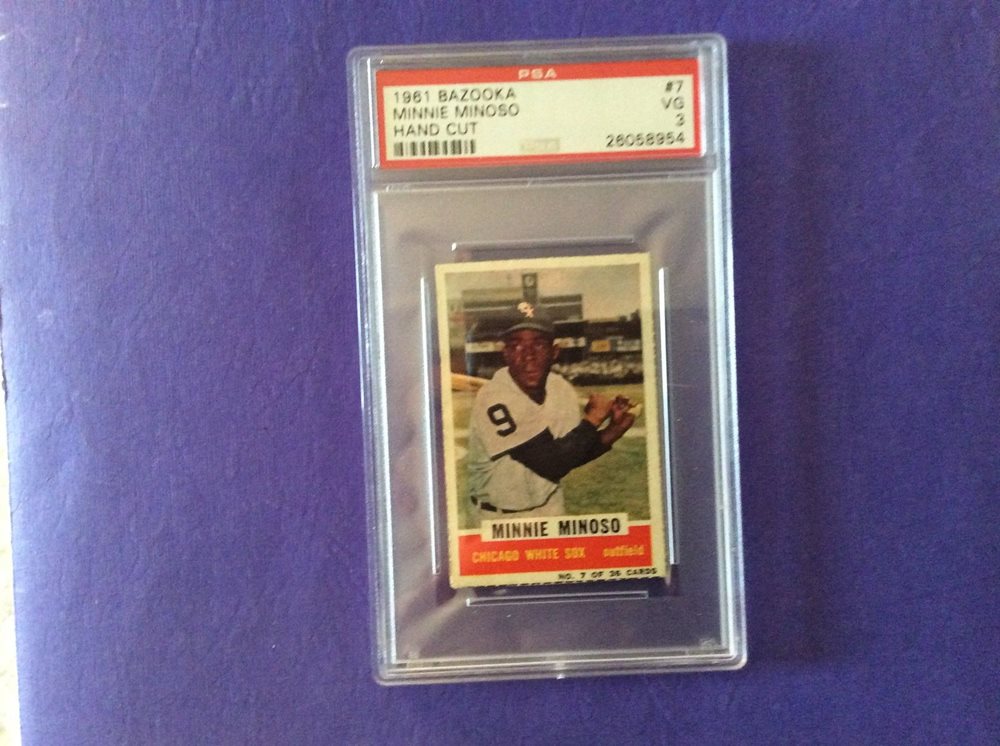 PSA
1961 BAZOOKA #7
MINNIE MINOSO VG
HAND CUT 3
26058954
9
MINNIE MINOSO
CHICAGO WHITE SOX outfield
NO. 7 OF 36 CARDS